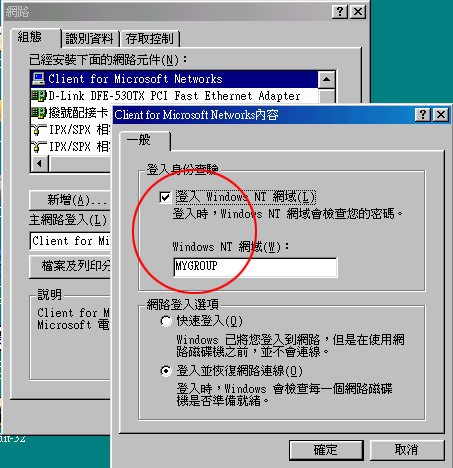 網路
組態
識別資料
存取控制
已經安裝下面的網路元件(N)：
Client for Microsoft Networks
D-Link DFE-530TX PCI Fast Ethernet Adapter
撥號配接卡
IPX/SPX 相
IPX/SPX 相
新增(A)...
主網路登入(L)
Client for Mi
檔案及列印分
說明
Client for M
Microsoft 電
Client for Microsoft Networks內容
一般
登入身份查驗
登入 Windows NT 網域(L)
登入時，Windows NT 網域會檢查您的密碼。
Windows NT 網域(W)：
MYGROUP
網路登入選項
快速登入(Q)
Windows 已將您登入到網路，但是在使用網
路磁碟機之前，並不會連線。
登入並恢復網路連線(O)
登入時，Windows 會檢查每一個網路磁碟
機是否準備就緒。
確定
取消
in-32